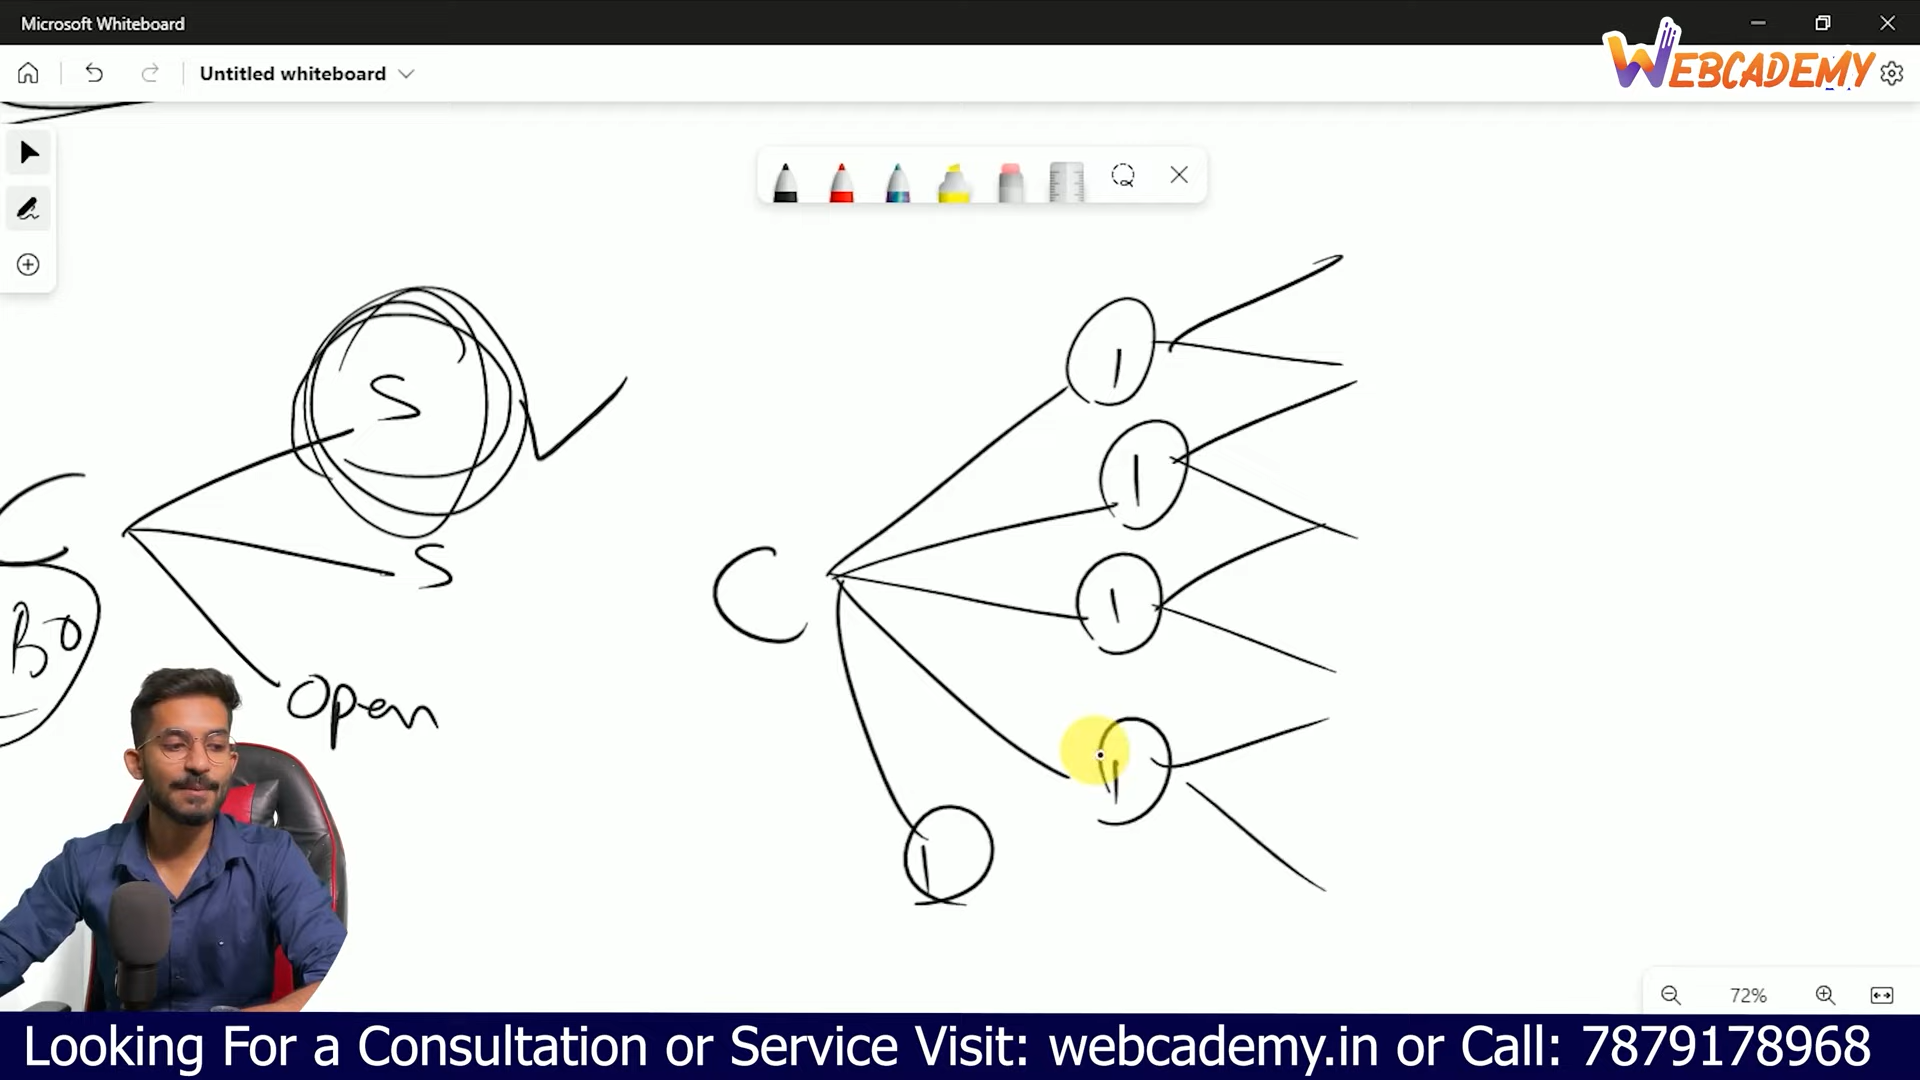 Microsoft Whiteboard
Untitled whiteboard
WEBCADEMY
S
1
C
1
S
C
1
BO
Open
1
1
72%
Looking For a Consultation or Service Visit: webcademy.in or Call: 7879178968